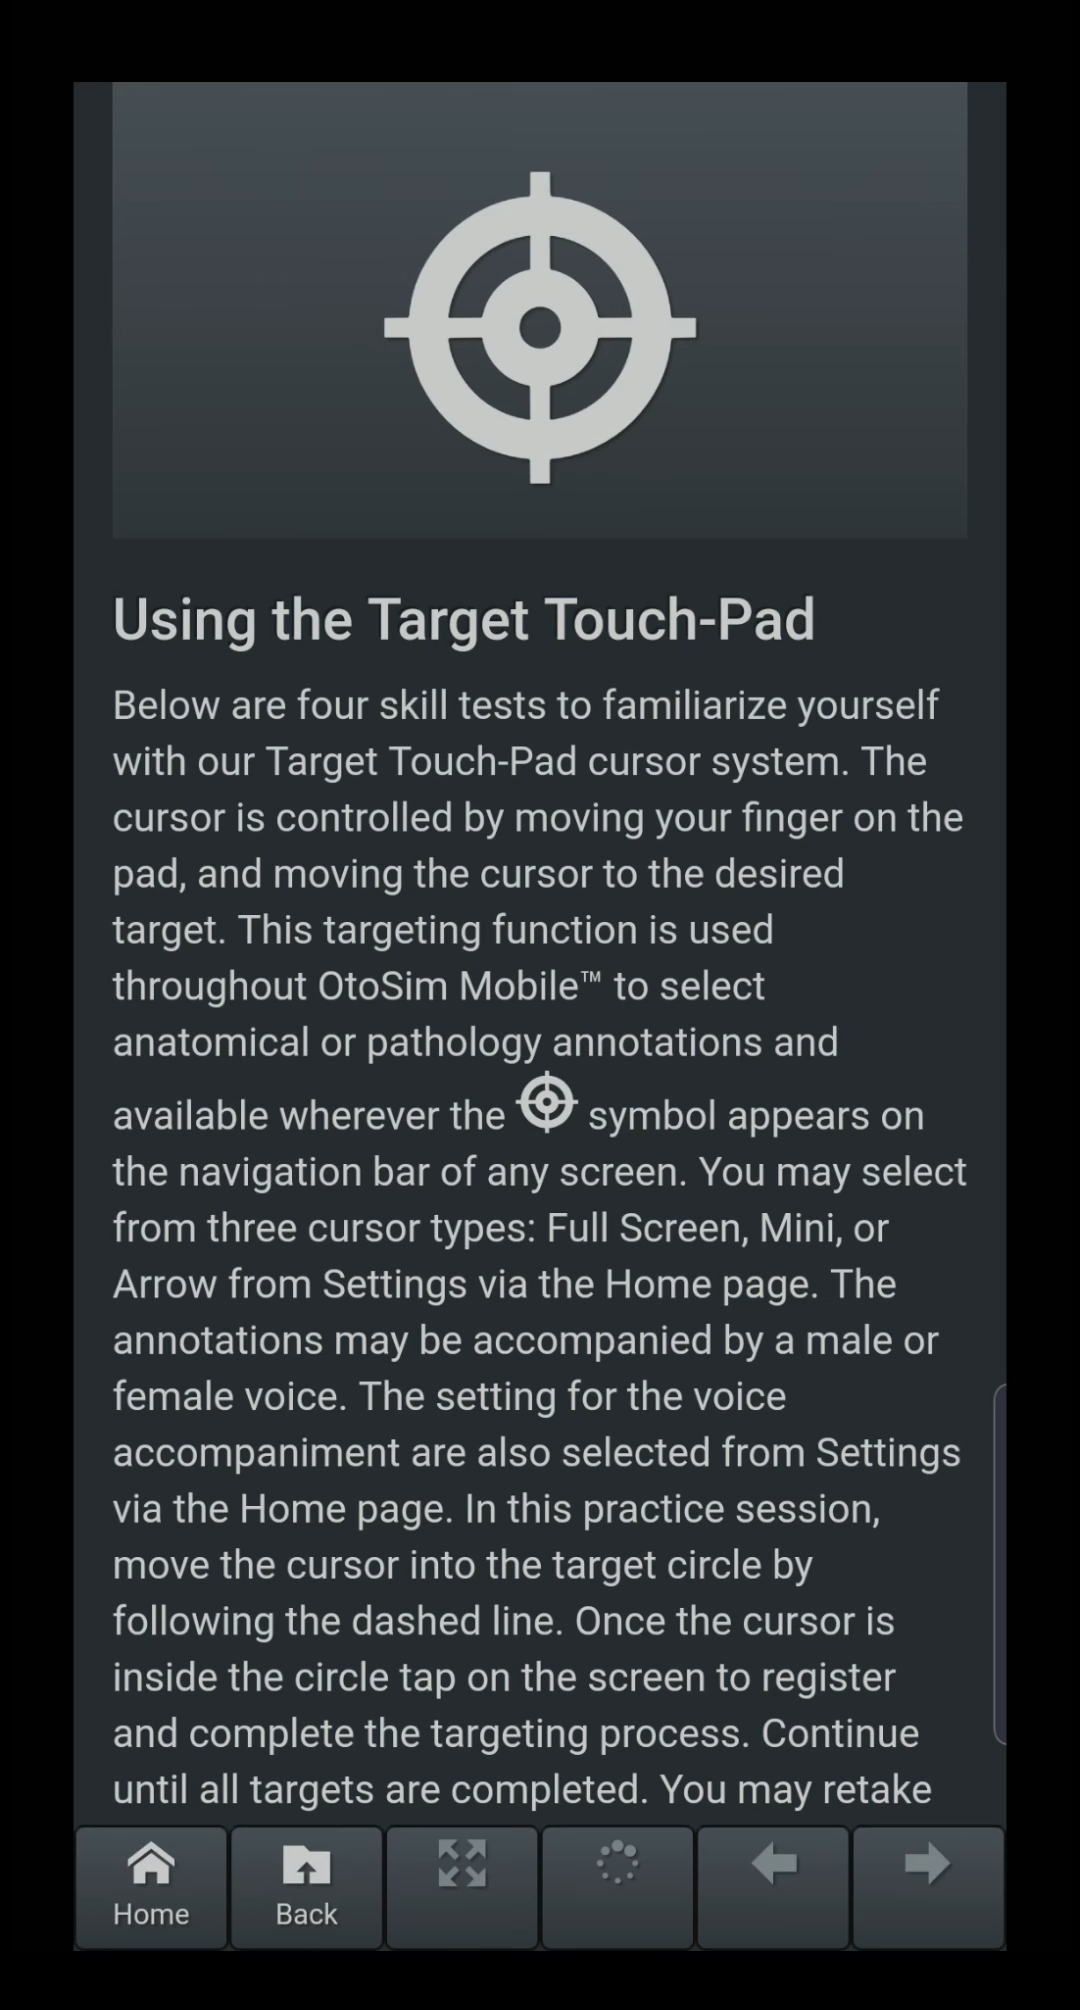 Using the Target Touch-Pad
Below are four skill tests to familiarize yourself
with our Target Touch-Pad cursor system. The
cursor is controlled by moving your finger on the
pad, and moving the cursor to the desired
target. This targeting function is used
throughout OtoSim Mobile™ to select
anatomical or pathology annotations and
available wherever the symbol appears on
the navigation bar of any screen. You may select
from three cursor types: Full Screen, Mini, or
Arrow from Settings via the Home page. The
annotations may be accompanied by a male or
female voice. The setting for the voice
accompaniment are also selected from Settings
via the Home page. In this practice session,
move the cursor into the target circle by
following the dashed line. Once the cursor is
inside the circle tap on the screen to register
and complete the targeting process. Continue
until all targets are completed. You may retake
Home Back